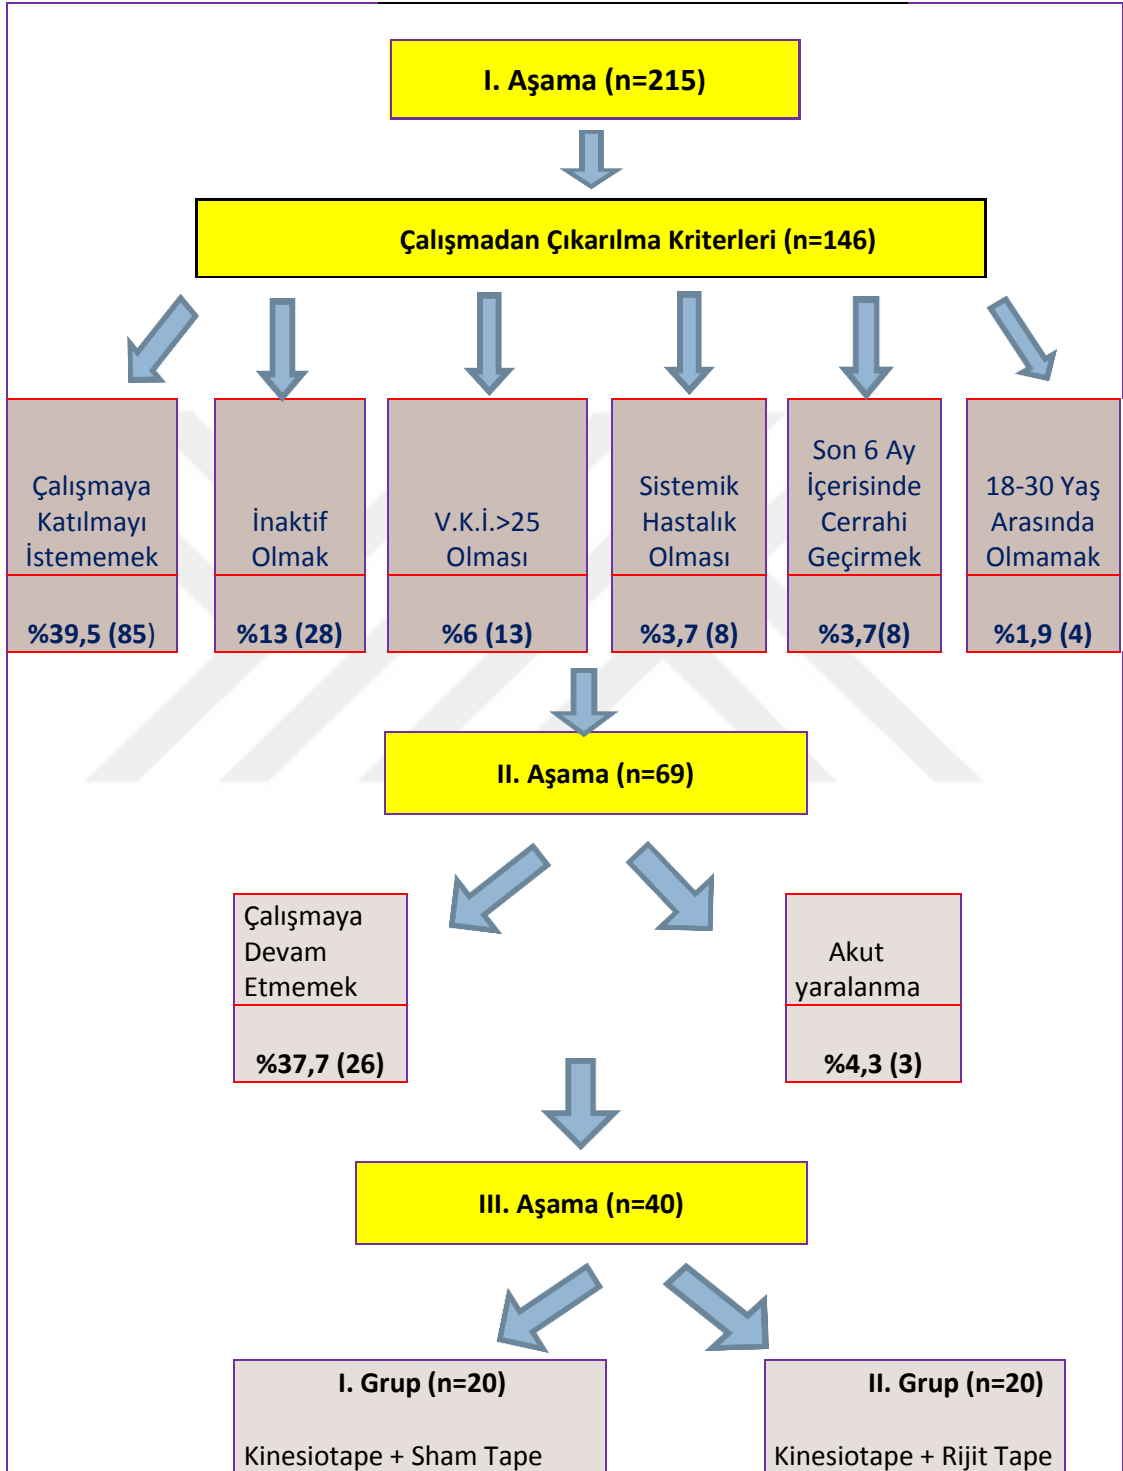 I. Aşama (n=215)
Çalışmadan Çıkarılma Kriterleri (n=146)
Çalışmaya
Katılmayı
İstememek
%39,5 (85)
İnaktif
Olmak
%13 (28)
V.K.İ.>25
Olması
%6 (13)
Sistemik
Hastalık
Olması
%3,7 (8)
Son 6 Ay
İçerisinde
Cerrahi
Geçirmek
%3,7(8)
18-30 Yaş
Arasında
Olmamak
%1,9 (4)
II. Aşama (n=69)
Çalışmaya
Devam
Etmemek
%37,7 (26)
Akut
yaralanma
%4,3 (3)
III. Aşama (n=40)
I. Grup (n=20)
Kinesiotape + Sham Tape
II. Grup (n=20)
Kinesiotape + Rijit Tape